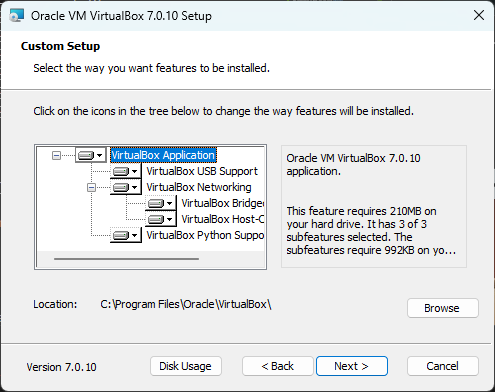 Oracle VM VirtualBox 7.0.10 Setup
Custom Setup
Select the way you want features to be installed.
Click on the icons in the tree below to change the way features will be installed.
VirtualBox Application
VirtualBox USB Support
VirtualBox Networking
VirtualBox Bridge
VirtualBox Host-C
VirtualBox Python Suppo
Oracle VM VirtualBox 7.0.10
application.
This feature requires 210MB on
your hard drive. It has 3 of 3
subfeatures selected. The
subfeatures require 992KB on yo...
Location: C:\Program Files\Oracle\VirtualBox\
Browse
Version 7.0.10
Disk Usage
< Back
Next >
Cancel